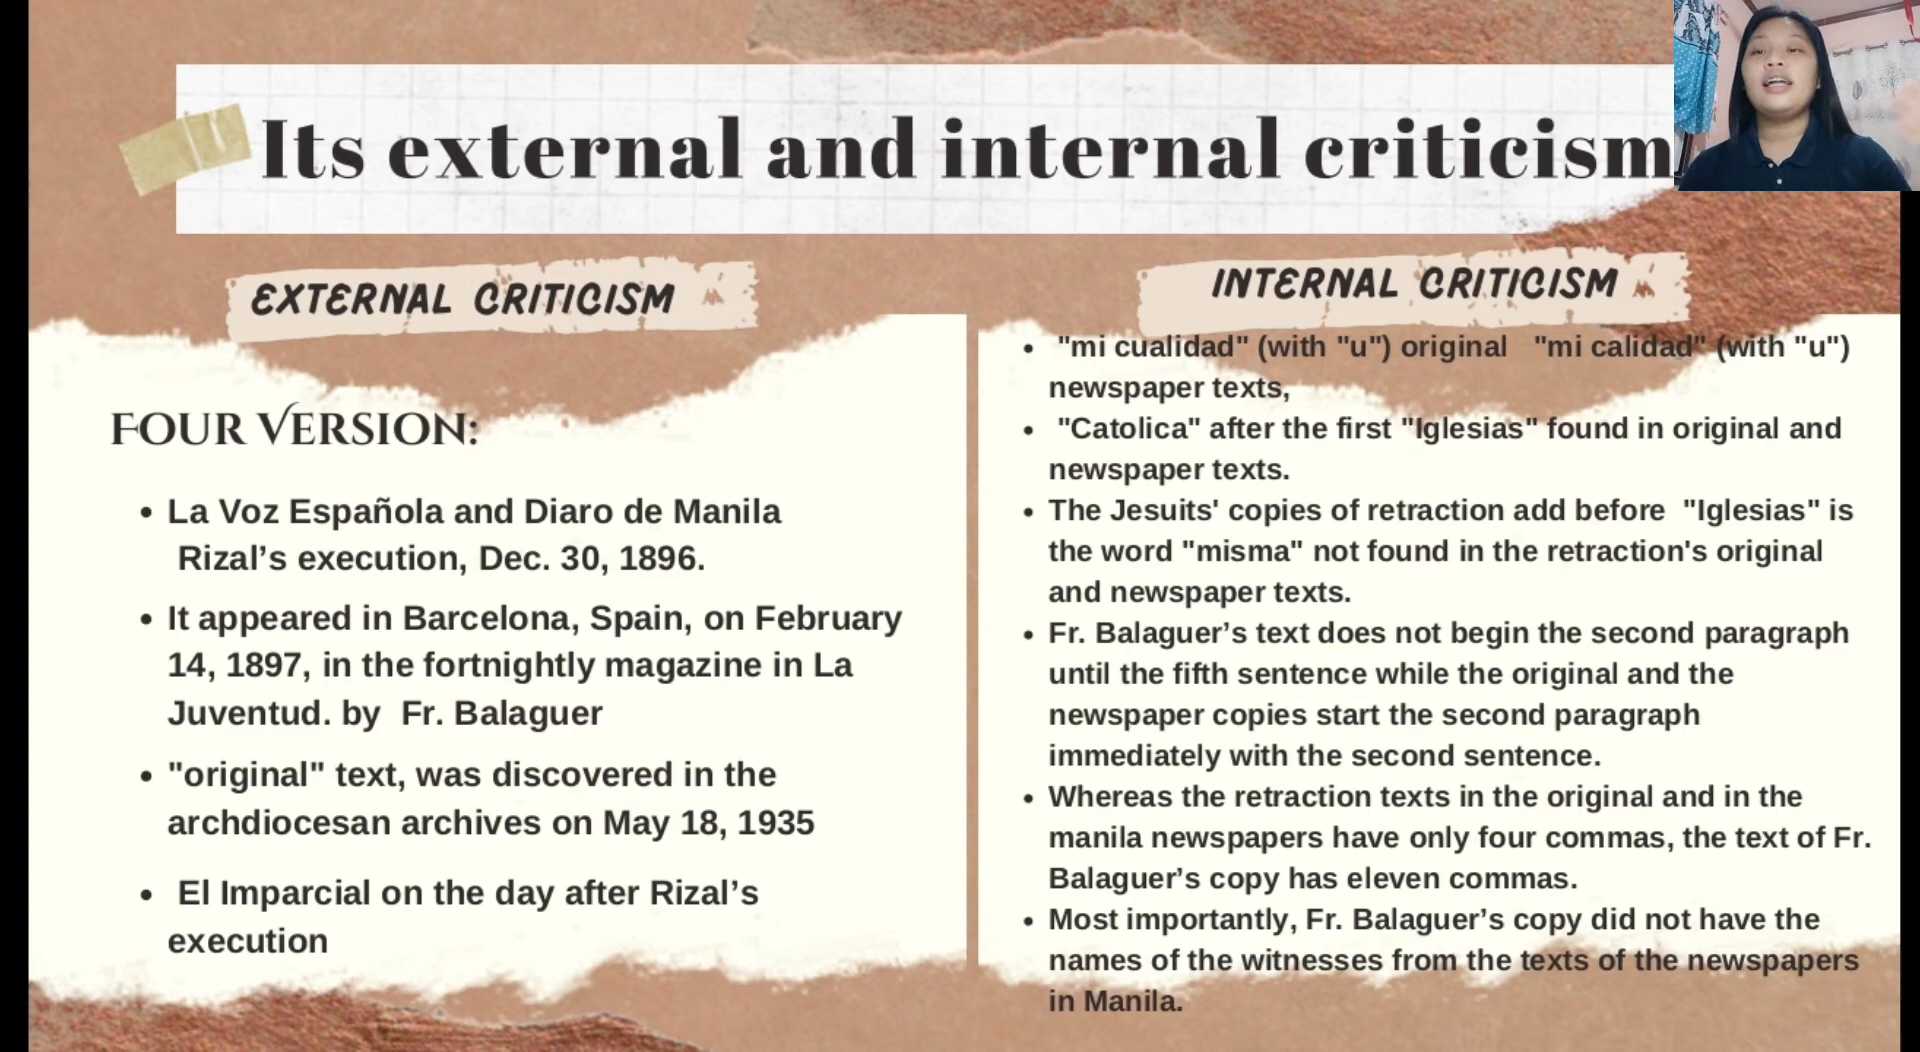 Its external and internal criticism
EXTERNAL CRITICISM
FOUR VERSION:
• La Voz Española and Diaro de Manila
Rizal’s execution, Dec. 30, 1896.
• It appeared in Barcelona, Spain, on February
14, 1897, in the fortnightly magazine in La
Juventud. by Fr. Balaguer
• "original" text, was discovered in the
archdiocesan archives on May 18, 1935
• El Imparcial on the day after Rizal’s
execution
INTERNAL CRITICISM
• "mi cualidad" (with "u") original "mi calidad" (with "u")
newspaper texts,
• "Catolica" after the first "Iglesias" found in original and
newspaper texts.
• The Jesuits' copies of retraction add before "Iglesias" is
the word "misma" not found in the retraction's original
and newspaper texts.
• Fr. Balaguer’s text does not begin the second paragraph
until the fifth sentence while the original and the
newspaper copies start the second paragraph
immediately with the second sentence.
• Whereas the retraction texts in the original and in the
manila newspapers have only four commas, the text of Fr.
Balaguer’s copy has eleven commas.
• Most importantly, Fr. Balaguer’s copy did not have the
names of the witnesses from the texts of the newspapers
in Manila.